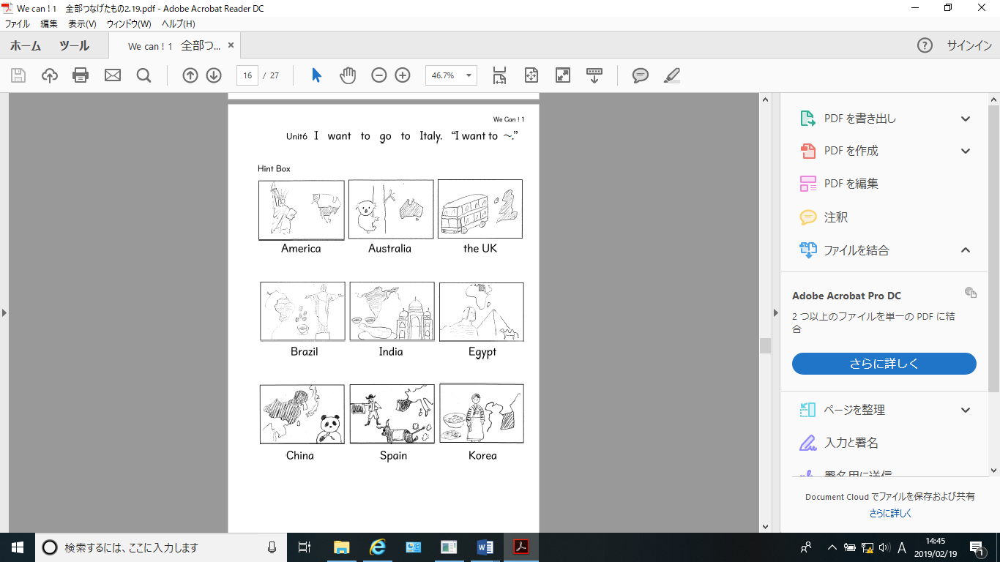 We can ! 1　全部つなげたもの2.19.pdf - Adobe Acrobat Reader DC
ファイル 編集 表示(V) ウィンドウ(W) ヘルプ(H)
ホーム ツール We can ! 1　全部つ... × サインイン
16 / 27 46.7%
We Can ! 1
Unit6 I want to go to Italy. “I want to ～.”
Hint Box
America Australia the UK
Brazil India Egypt
China Spain Korea
PDF を書き出し
PDF を作成
PDF を編集
注釈
ファイルを結合
Adobe Acrobat Pro DC
2 つ以上のファイルを単一の PDF に結
合
さらに詳しく
ページを整理
入力と署名
署名用に送信
Document Cloud でファイルを保存および共有
さらに詳しく
検索するには、ここに入力します
A 14:45
2019/02/19
1